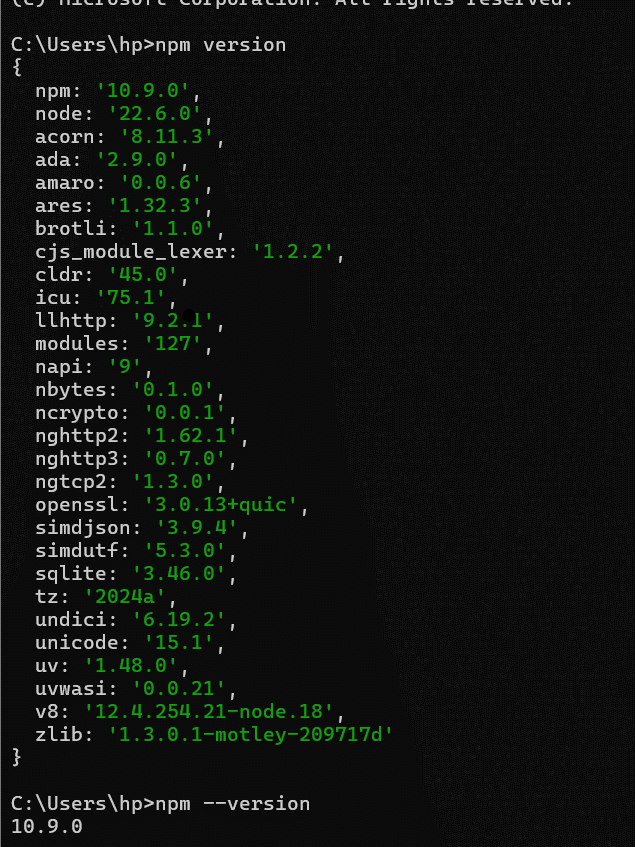 (c) Microsoft Corporation. All rights reserved.
C:\Users\hp>npm version
{
  npm: '10.9.0',
  node: '22.6.0',
  acorn: '8.11.3',
  ada: '2.9.0',
  amaro: '0.0.6',
  ares: '1.32.3',
  brotli: '1.1.0',
  cjs_module_lexer: '1.2.2',
  cldr: '45.0',
  icu: '75.1',
  llhttp: '9.2.1',
  modules: '127',
  napi: '9',
  nbytes: '0.1.0',
  ncrypto: '0.0.1',
  nghttp2: '1.62.1',
  nghttp3: '0.7.0',
  ngtcp2: '1.3.0',
  openssl: '3.0.13+quic',
  simdjson: '3.9.4',
  simdutf: '5.3.0',
  sqlite: '3.46.0',
  tz: '2024a',
  undici: '6.19.2',
  unicode: '15.1',
  uv: '1.48.0',
  uvwasi: '0.0.21',
  v8: '12.4.254.21-node.18',
  zlib: '1.3.0.1-motley-209717d'
}
C:\Users\hp>npm --version
10.9.0